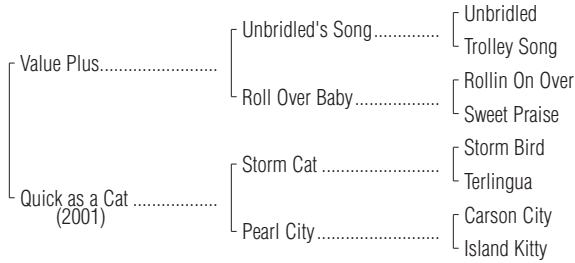 Unbridled
Unbridled's Song..............
Trolley Song
Value Plus.........................
Rollin On Over
Roll Over Baby..................
Sweet Praise
Storm Bird
Storm Cat .........................
Terlingua
Quick as a Cat ..................
(2001)
Carson City
Pearl City..........................
Island Kitty